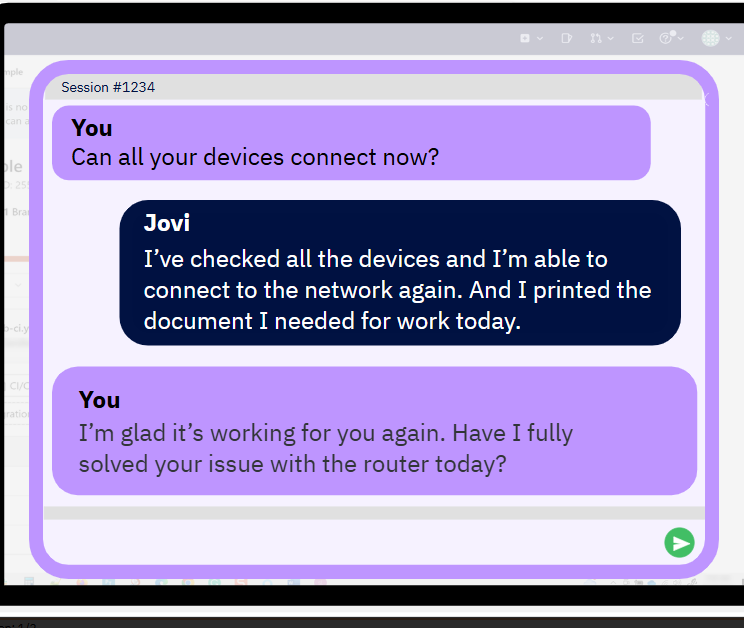 Session #1234
You
Can all your devices connect now?
Jovi
I’ve checked all the devices and I’m able to
connect to the network again. And I printed the
document I needed for work today.
You
I’m glad it’s working for you again. Have I fully
solved your issue with the router today?